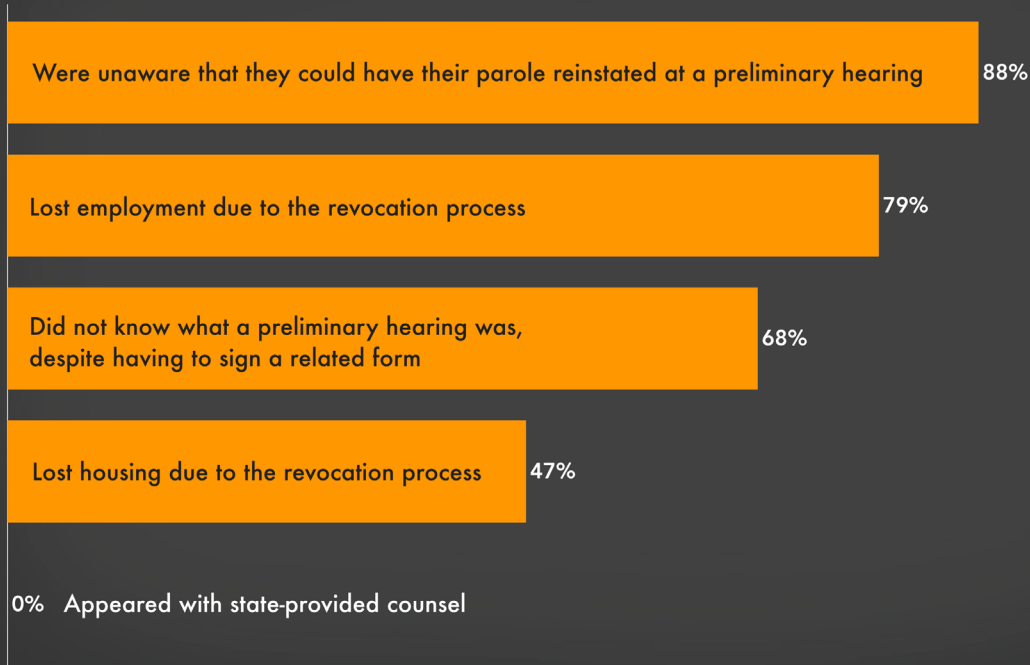 Were unaware that they could have their parole reinstated at a preliminary hearing 88%
Lost employment due to the revocation process 79%
Did not know what a preliminary hearing was,
despite having to sign a related form 68%
Lost housing due to the revocation process 47%
0% Appeared with state-provided counsel